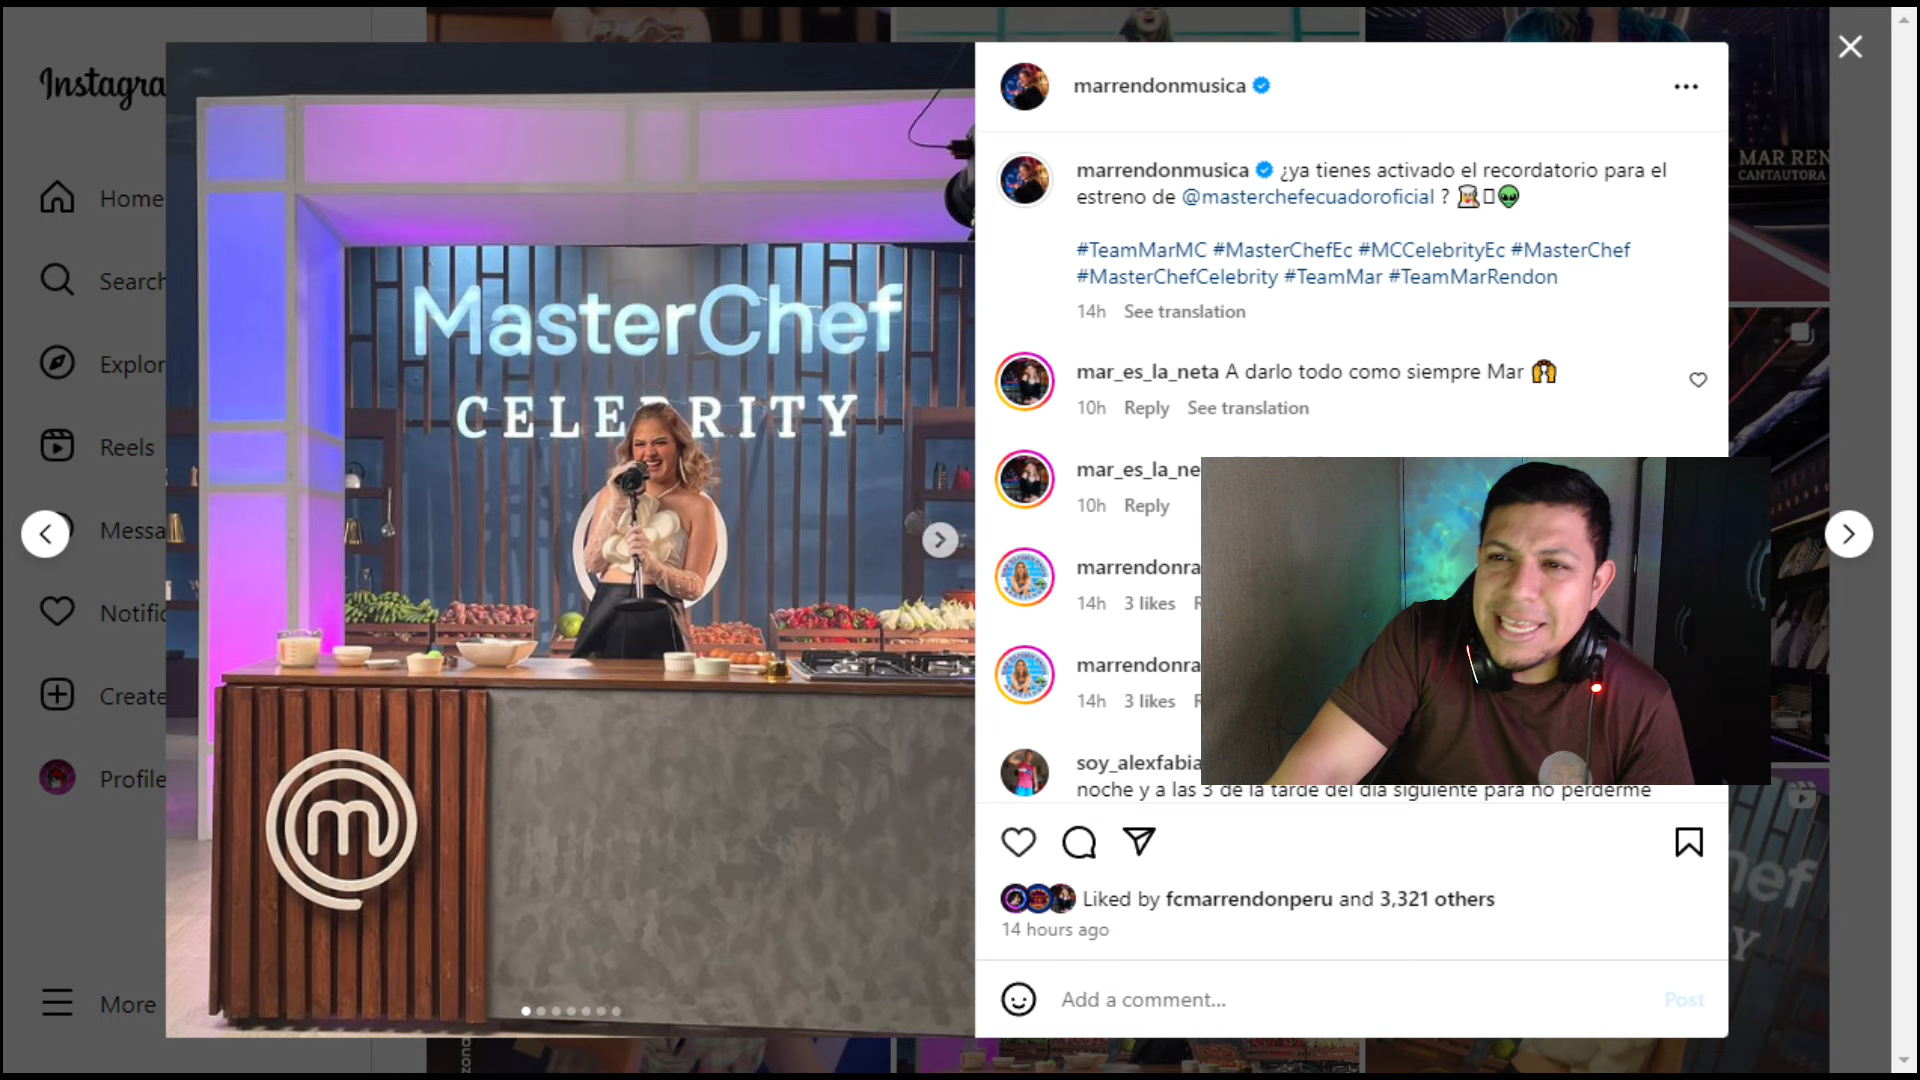 Instagra
Home
Search
Explor
Reels
Messa
Notific
Create
Profile
More
MasterChef
CELEBRITY
m
marrendonmusica
marrendonmusica ¿ya tienes activado el recordatorio para el
estreno de @masterchefecuadoroficial ?
#TeamMarMC #MasterChefEc #MCCelebrityEc #MasterChef
#MasterChefCelebrity #TeamMar #TeamMarRendon
14h See translation
mar_es_la_neta A darlo todo como siempre Mar
10h Reply See translation
mar_es_la_ne
10h Reply
marrendonra
14h 3 likes R
marrendonra
14h 3 likes R
soy_alexfabia
noche y a las 3 de la tarde del día siguiente para no perderme
Liked by fcmarrendonperu and 3,321 others
14 hours ago
Add a comment...
Post
MAR REN
CANTAUTORA
hef
Y
zona